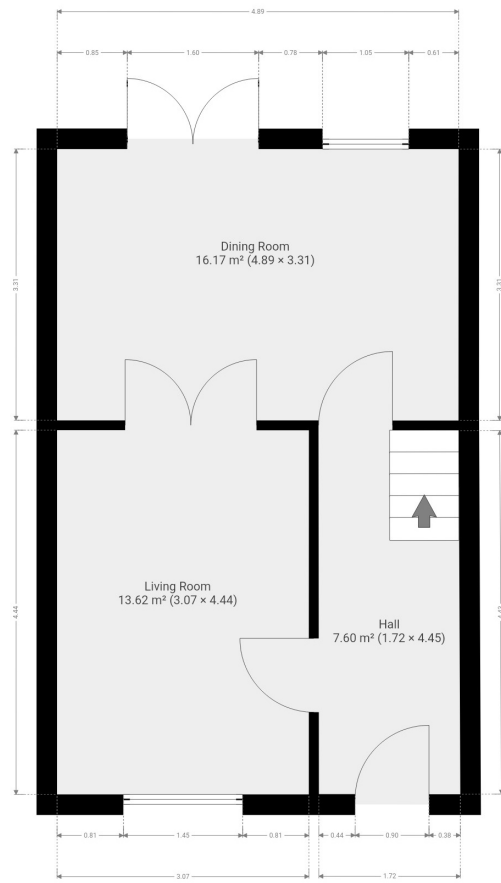 4.89
0.85
1.60
0.78
1.05
0.61
3.31
3.31
Dining Room
16.17 m² (4.89 × 3.31)
4.44
Living Room
13.62 m² (3.07 × 4.44)
Hall
7.60 m² (1.72 × 4.45)
0.81
1.45
0.81
0.44
0.90
0.38
3.07
1.72